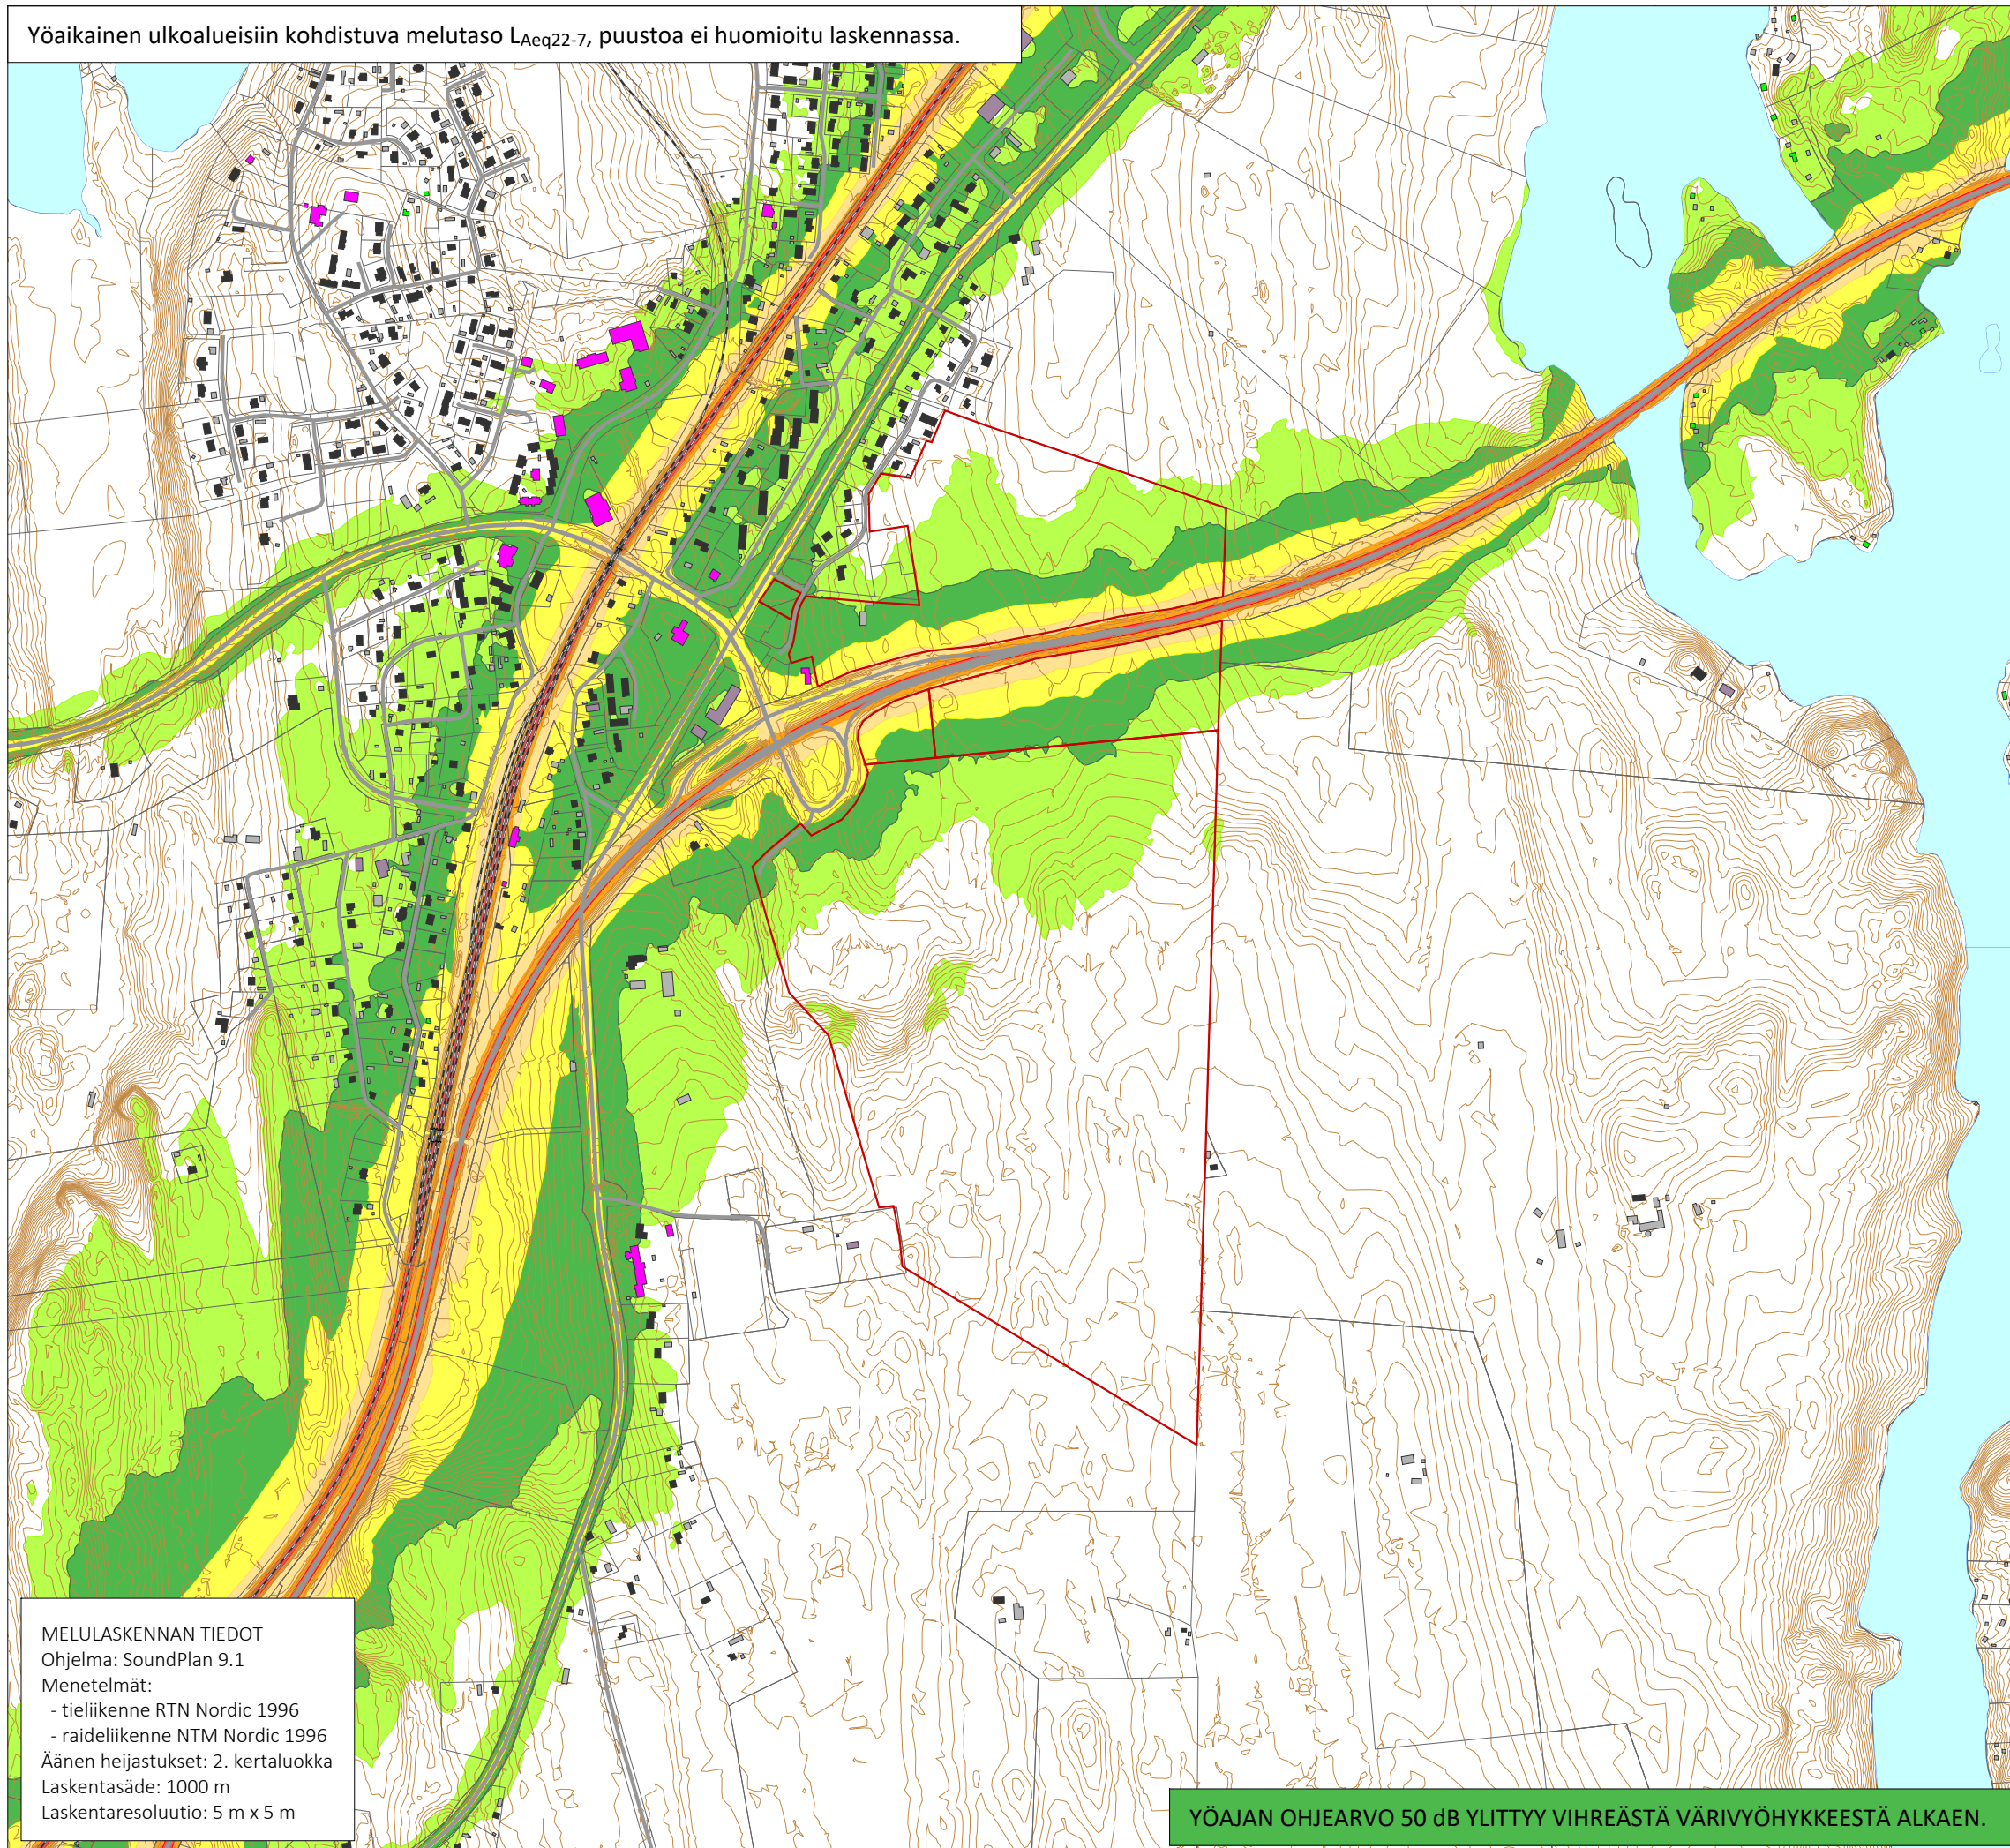 Yöaikainen ulkoalueisiin kohdistuva melutaso LAeq22-7, puustoa ei huomioitu laskennassa.
MELULASKENNAN TIEDOT
Ohjelma: SoundPlan 9.1
Menetelmät:
- tieliikenne RTN Nordic 1996
- raideliikenne NTM Nordic 1996
Äänen heijastukset: 2. kertaluokka
Laskentasäde: 1000 m
Laskentaresoluutio: 5 m x 5 m
YÖAJAN OHJEARVO 50 dB YLITTYY VIHREÄSTÄ VÄRIVYÖHYKKEESTÄ ALKAEN.